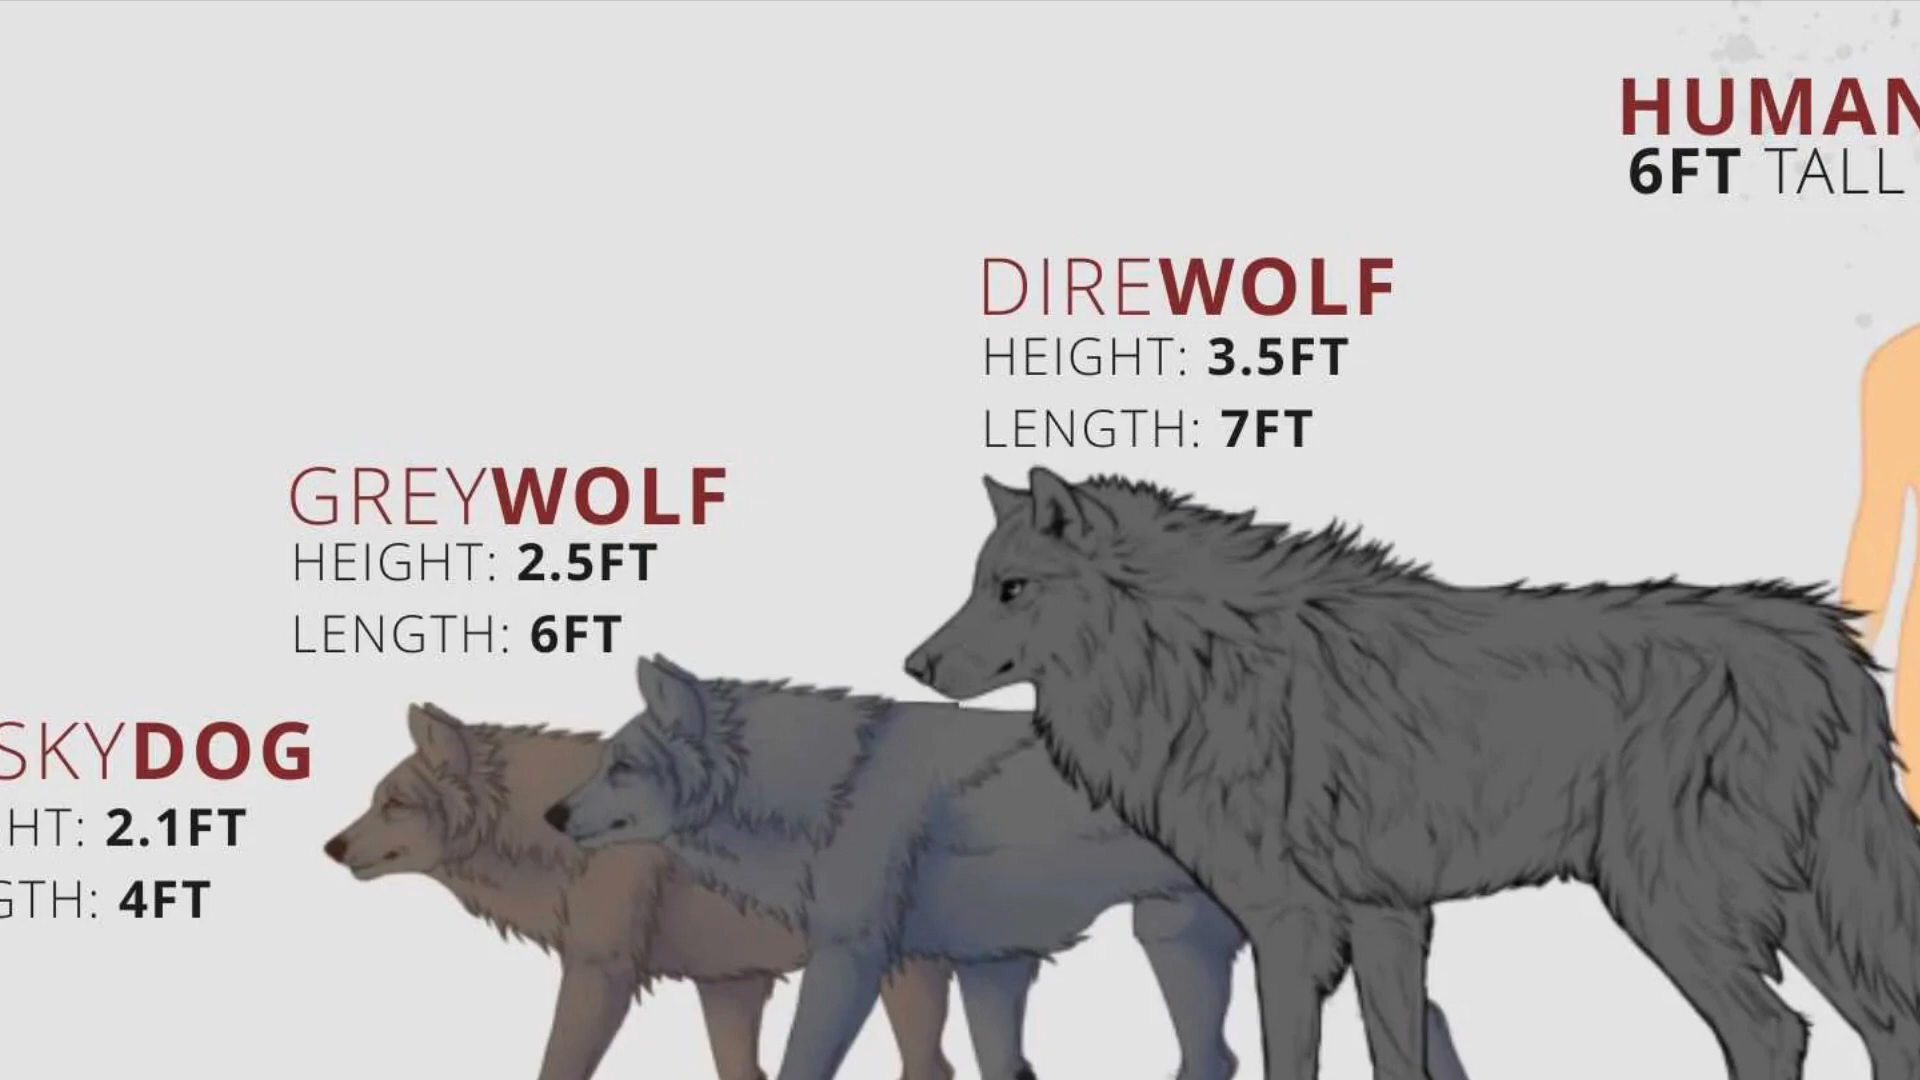 HUMAN
6FT TALL
DIREWOLF
HEIGHT: 3.5FT
LENGTH: 7FT
GREYWOLF
HEIGHT: 2.5FT
LENGTH: 6FT
SKYDOG
HT: 2.1FT
GTH: 4FT